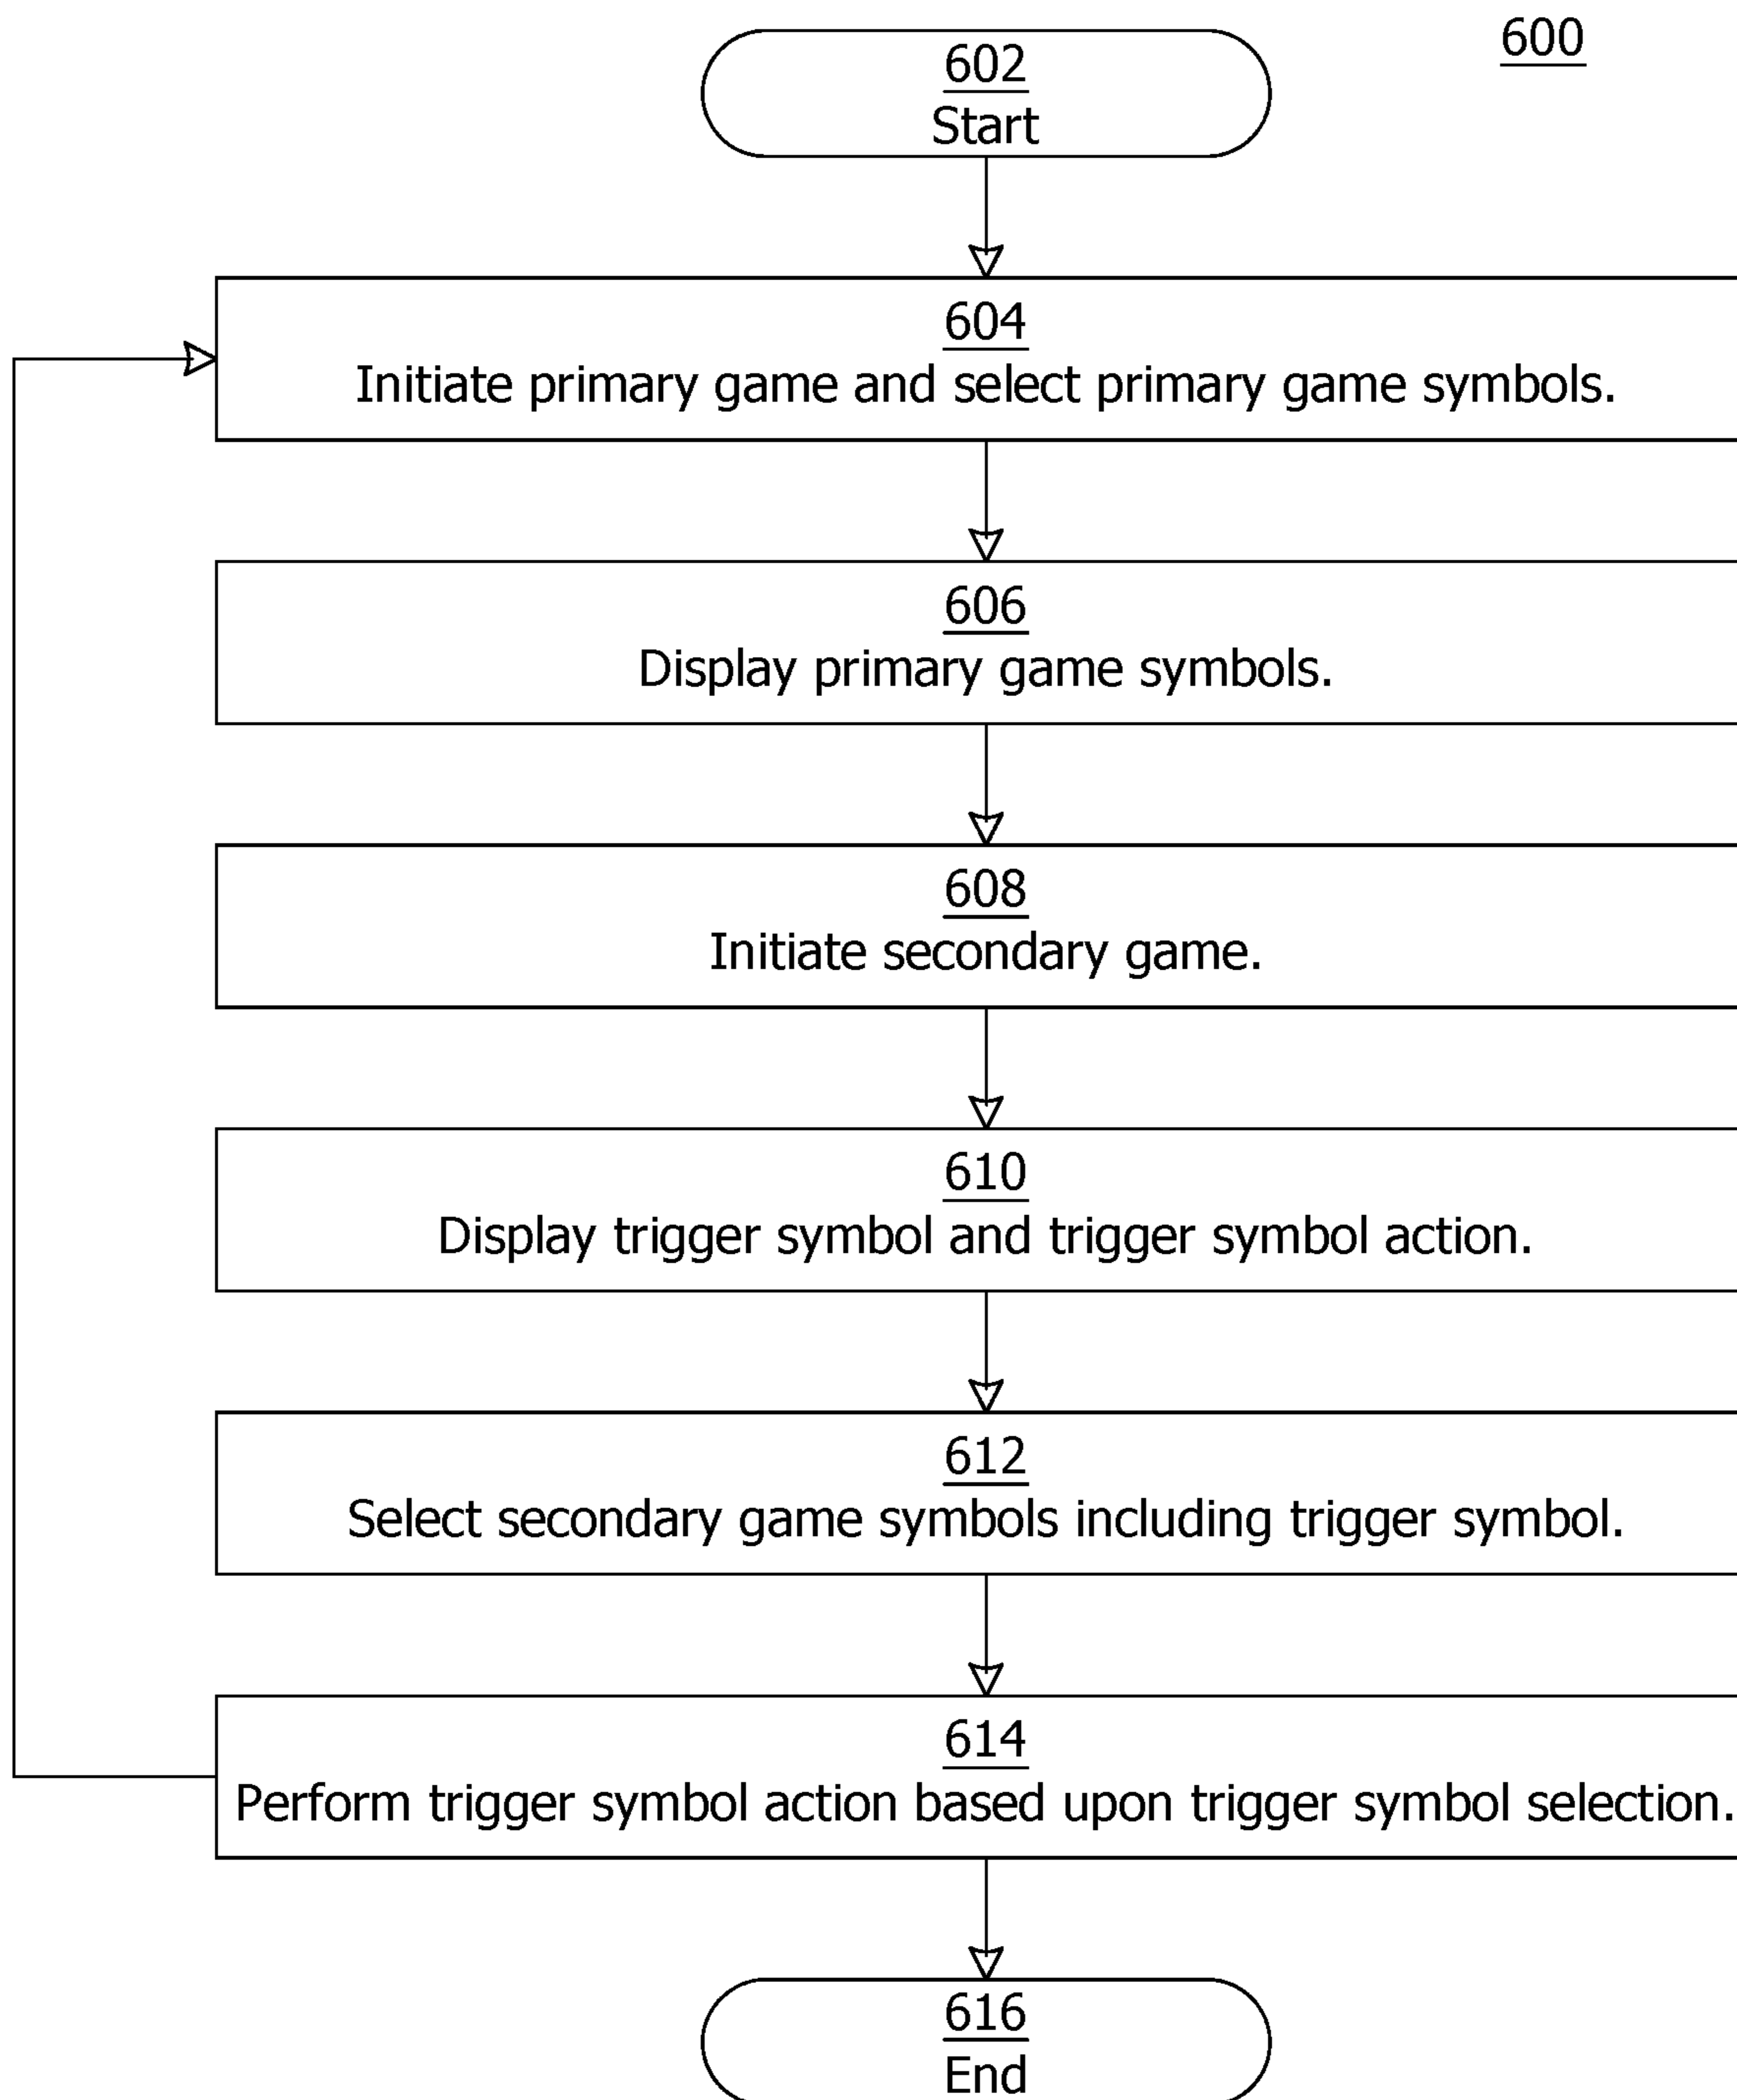 600
602
Start
604
Initiate primary game and select primary game symbols.
606
Display primary game symbols.
608
Initiate secondary game.
610
Display trigger symbol and trigger symbol action.
612
Select secondary game symbols including trigger symbol.
614
Perform trigger symbol action based upon trigger symbol selection.
616
End